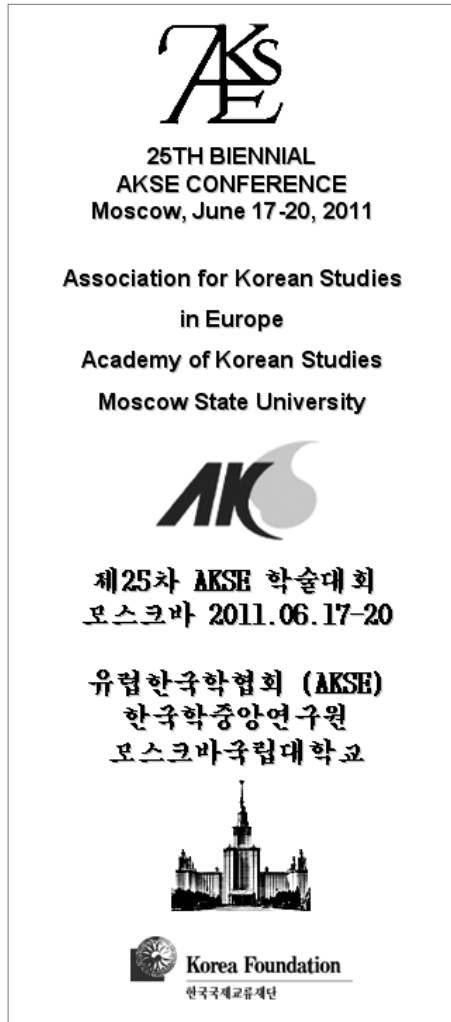 AKSE
25TH BIENNIAL
AKSE CONFERENCE
Moscow, June 17-20, 2011
Association for Korean Studies
in Europe
Academy of Korean Studies
Moscow State University
AKS
제25차 AKSE 학술대회
모스크바 2011.06.17-20
유럽한국학협회 (AKSE)
한국학중앙연구원
모스크바국립대학교
Korea Foundation
한국국제교류재단